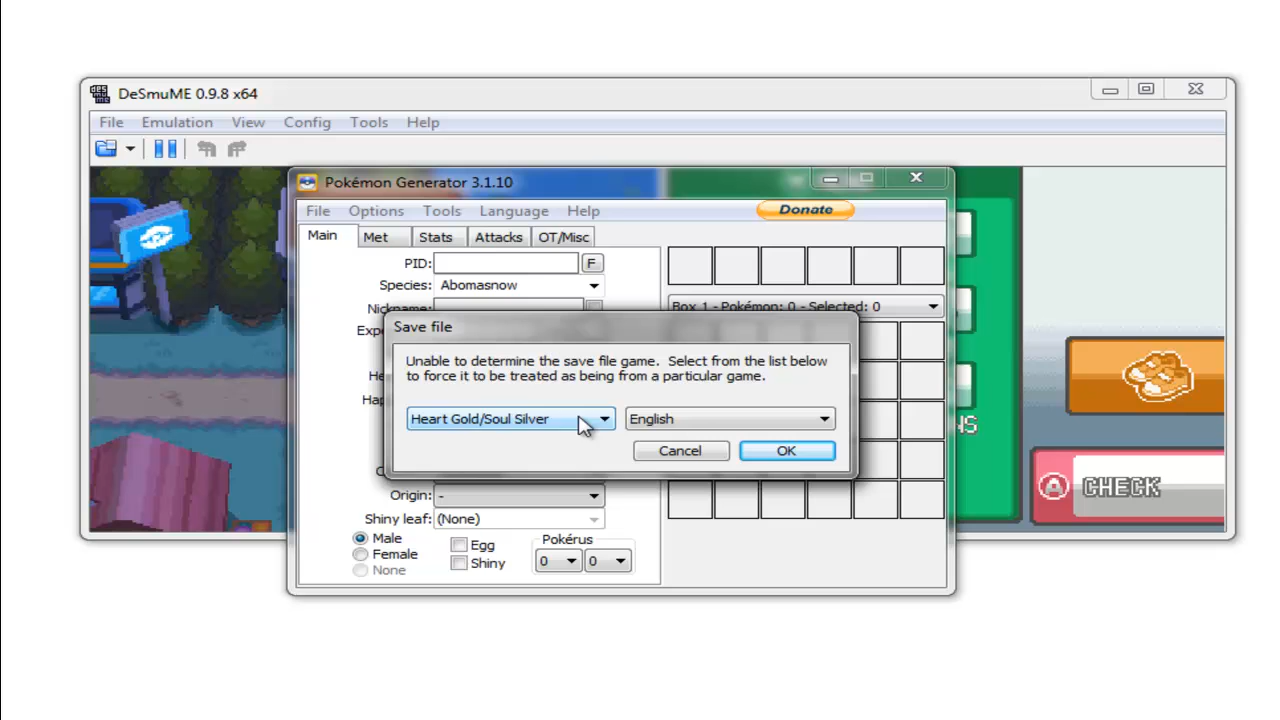 DeSmuME 0.9.8 x64
File Emulation View Config Tools Help
Pokémon Generator 3.1.10
File Options Tools Language Help
Donate
Main Met Stats Attacks OT/Misc
PID: F
Species: Abomasnow
Nickname:
Box 1 - Pokémon: 0 - Selected: 0
Save file
Unable to determine the save file game. Select from the list below
to force it to be treated as being from a particular game.
Heart Gold/Soul Silver English
Cancel OK
Origin: -
Shiny leaf: (None)
Male
Female
None
Egg
Shiny
Pokérus
0 0
CHECK